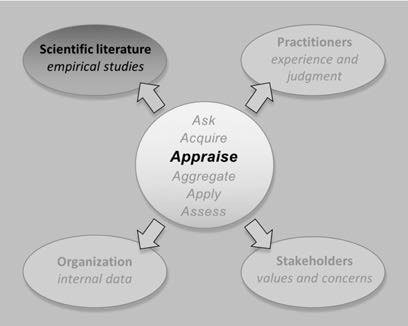 Scientific literature
empirical studies
Practitioners
experience and
judgment
Ask
Acquire
Appraise
Aggregate
Apply
Assess
Organization
internal data
Stakeholders
values and concerns